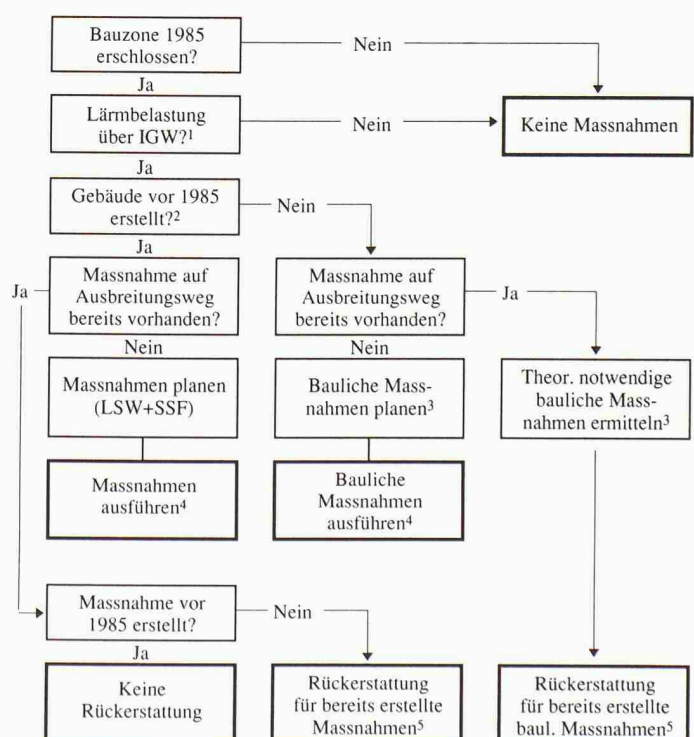 Bauzone 1985
erschlossen?
Nein
Ja
Lärmbelastung
über IGW?¹
Nein
Keine Massnahmen
Ja
Gebäude vor 1985
erstellt?²
Nein
Ja
Ja
Massnahme auf
Ausbreitungsweg
bereits vorhanden?
Massnahme auf
Ausbreitungsweg
bereits vorhanden?
Ja
Nein
Nein
Massnahmen planen
(LSW+SSF)
Bauliche Mass-
nahmen planen³
Theor. notwendige
bauliche Mass-
nahmen ermitteln³
Massnahmen
ausführen⁴
Bauliche
Massnahmen
ausführen⁴
Massnahme vor
1985 erstellt?
Nein
Ja
Keine
Rückerstattung
Rückerstattung
für bereits erstellte
Massnahmen⁵
Rückerstattung
für bereits erstellte
baul. Massnahmen⁵